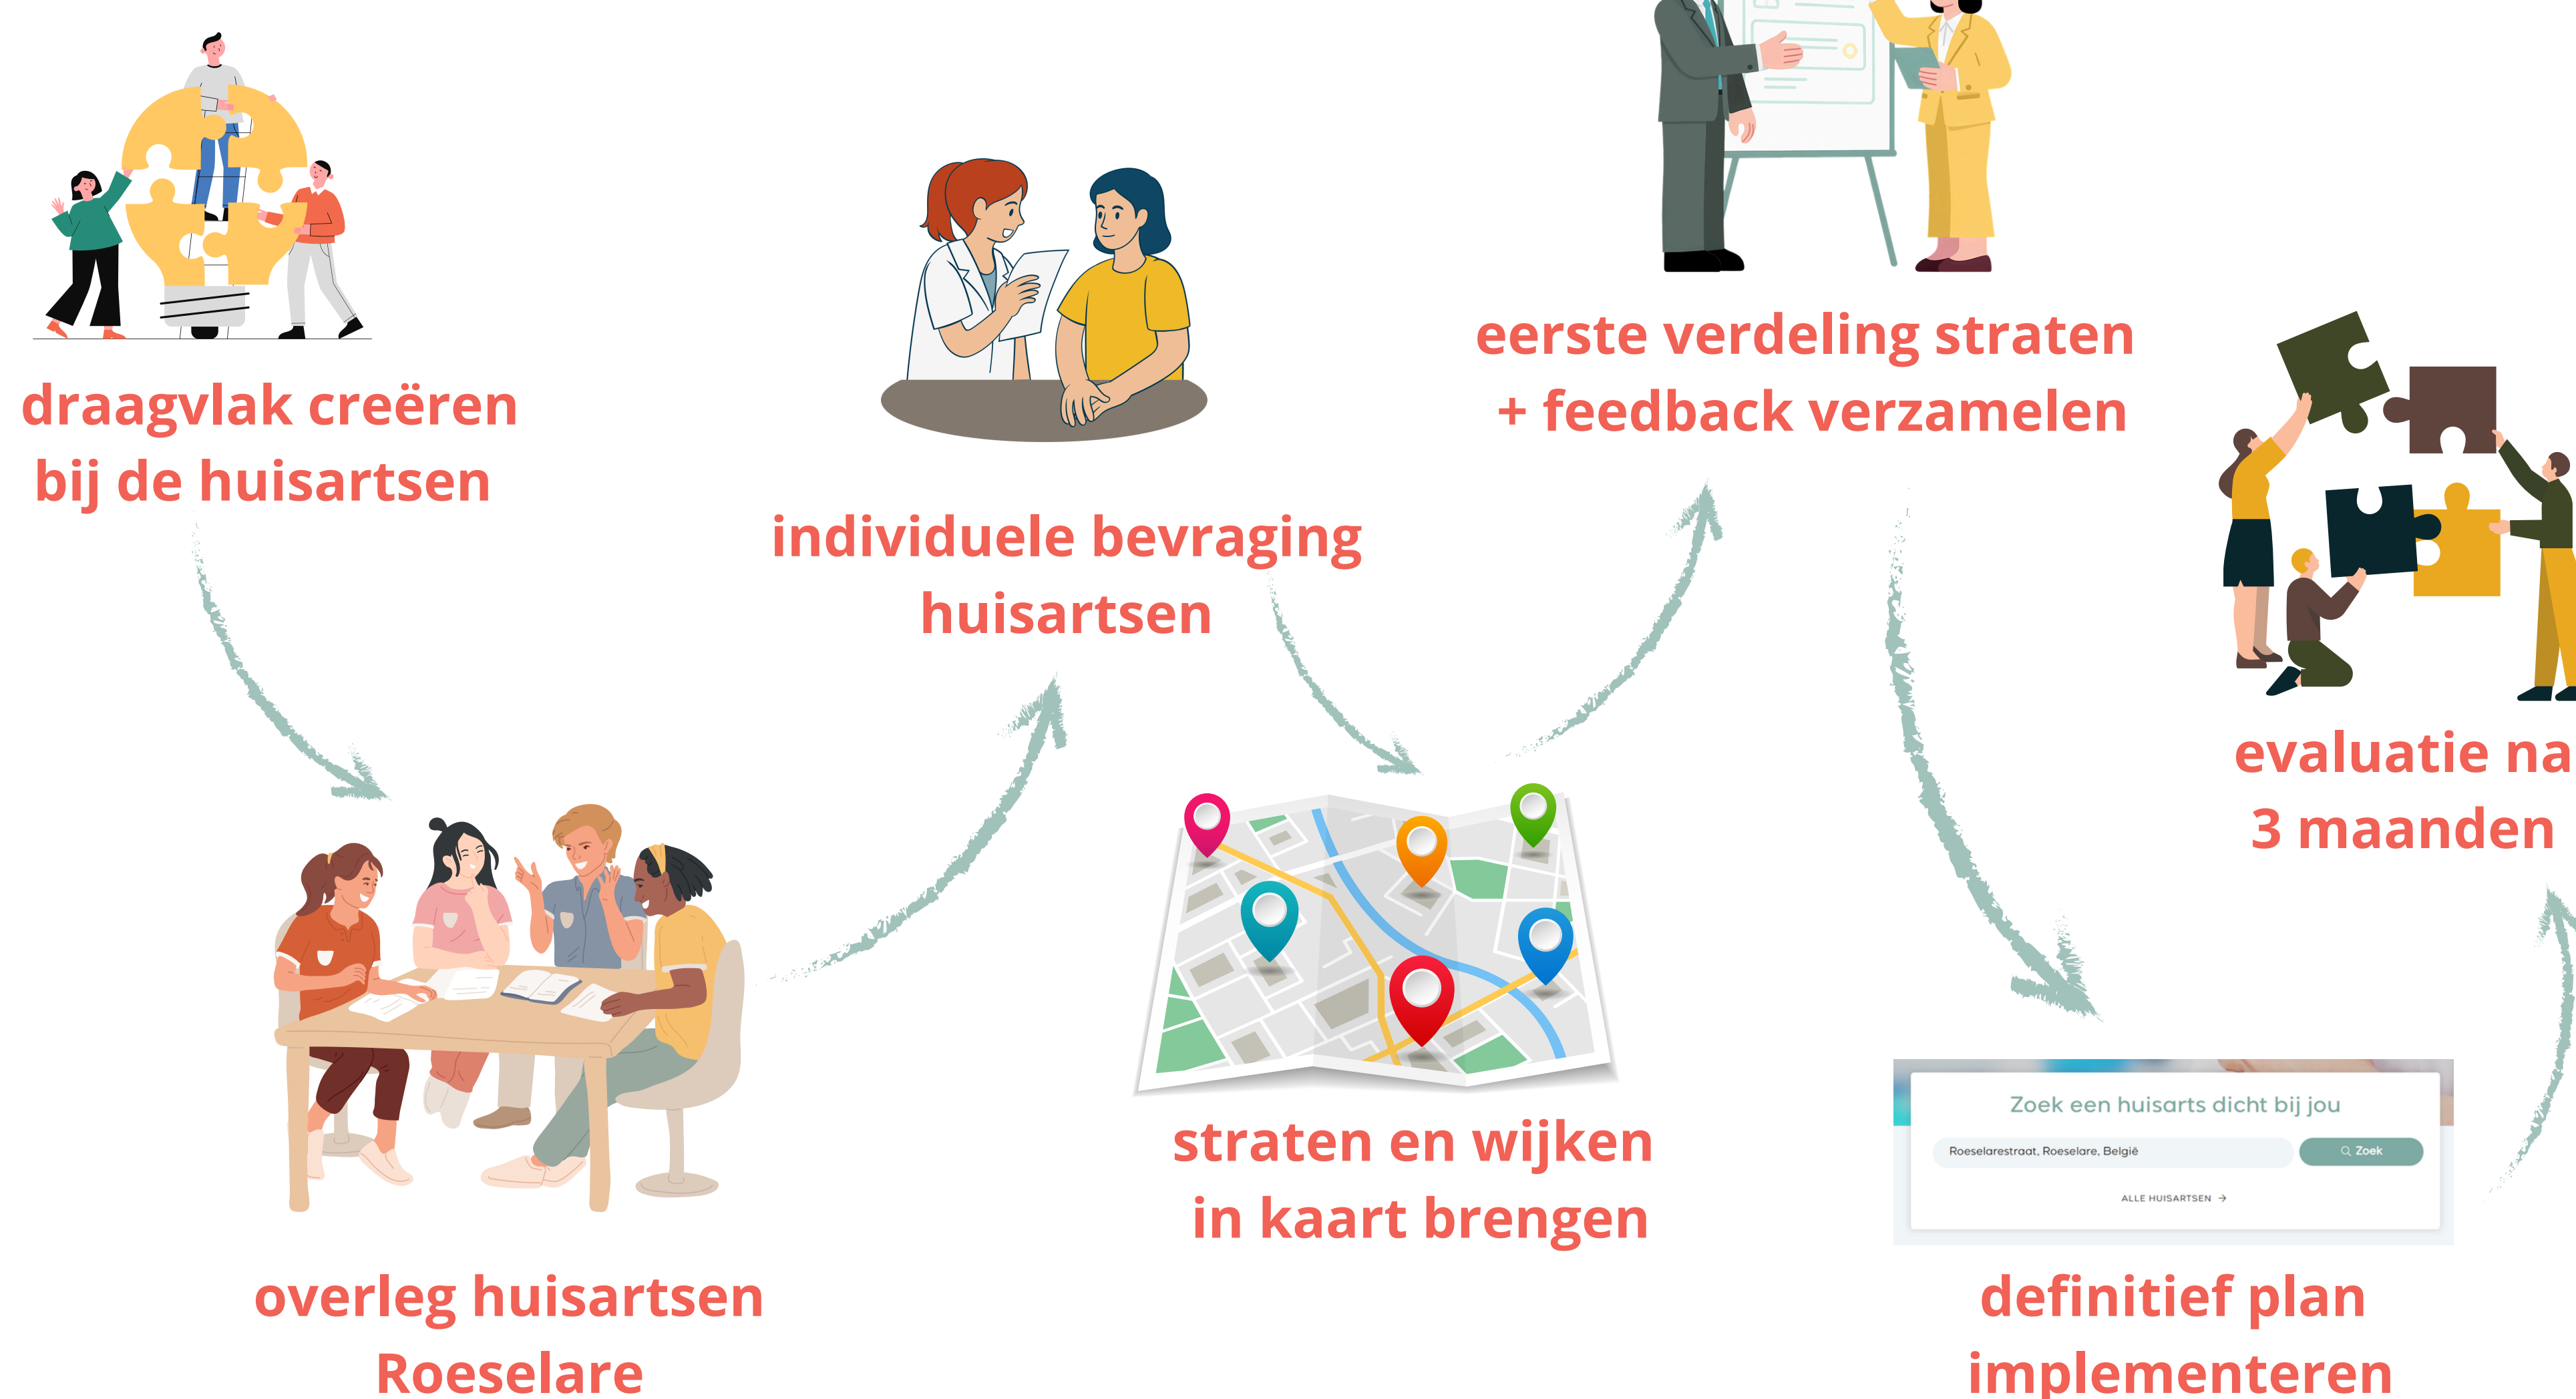 draagvlak creëren
bij de huisartsen
overleg huisartsen
Roeselare
individuele bevraging
huisartsen
straten en wijken
in kaart brengen
eerste verdeling straten
+ feedback verzamelen
Zoek een huisarts dicht bij jou
Roeselarestraat, Roeselare, België
Zoek
ALLE HUISARTSEN →
definitief plan
implementeren
evaluatie na
3 maanden